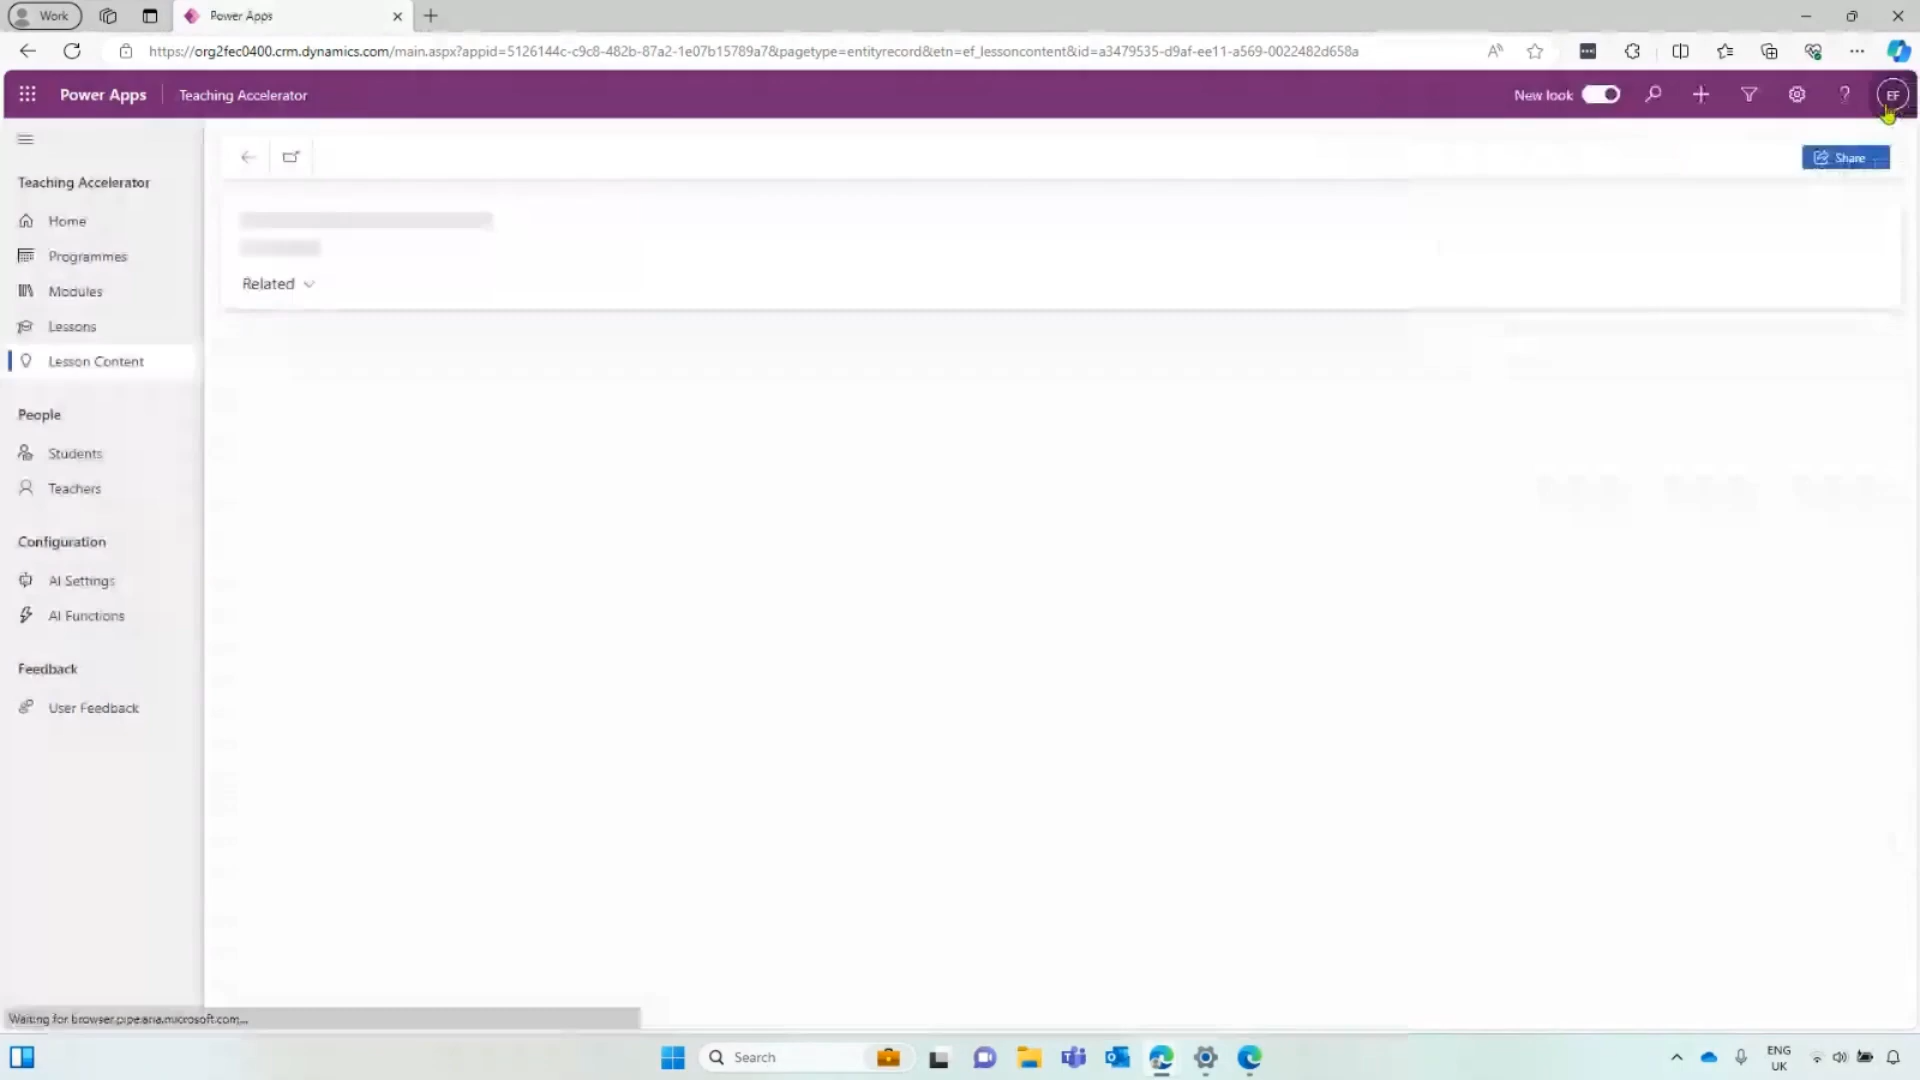 Work
Power Apps
https://org2fec0400.crm.dynamics.com/main.aspx?appid=5126144c-c9c8-482b-87a2-1e07b15789a7&pagetype=entityrecord&etn=ef_lessoncontent&id=a3479535-d9af-ee11-a569-0022482d658a
Power Apps
Teaching Accelerator
New look
EF
Share
Teaching Accelerator
Home
Programmes
Modules
Lessons
Lesson Content
Related
People
Students
Teachers
Configuration
AI Settings
AI Functions
Feedback
User Feedback
Waiting for browser.pipe.aria.microsoft.com...
Search
ENG
UK